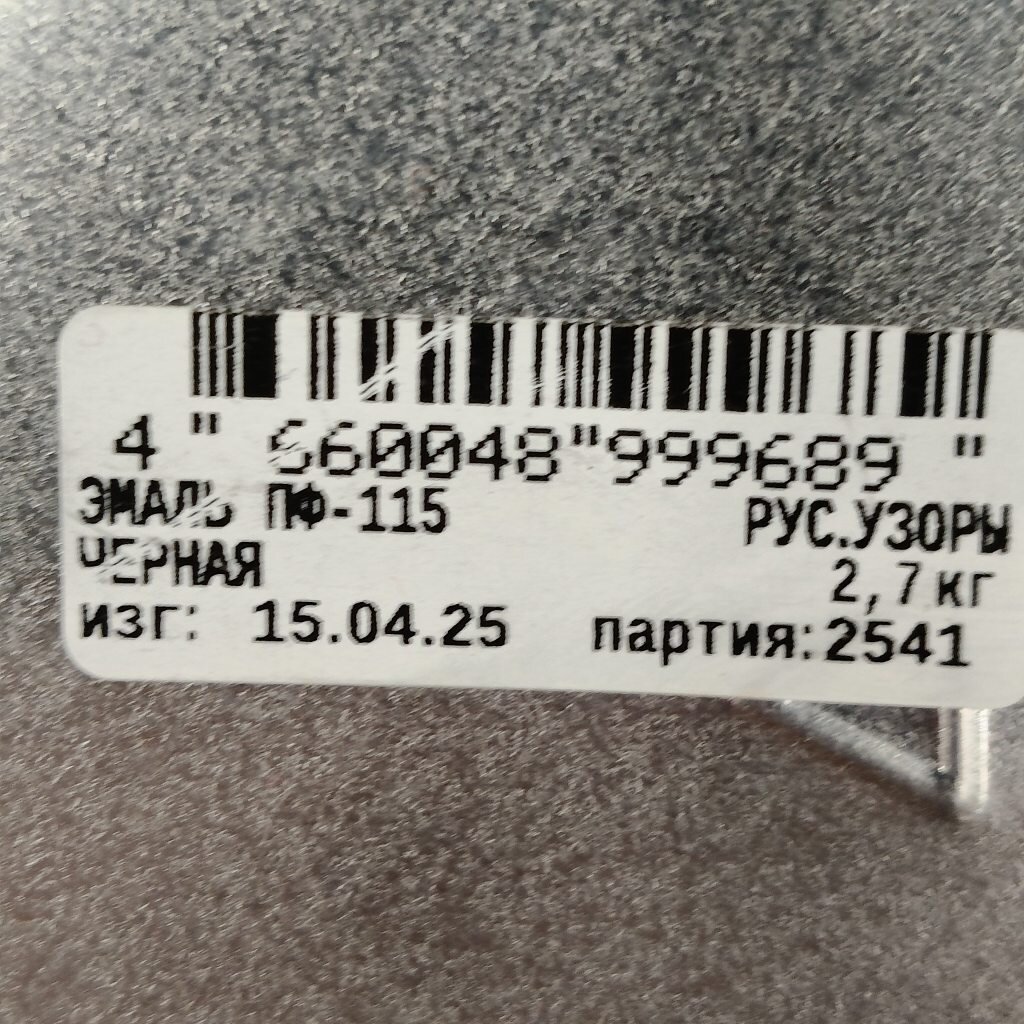 4 " 660048"999689 "
ЭМАЛЬ ПФ-115 РУС.УЗОРЫ
ЧЕРНАЯ 2,7 кг
изг: 15.04.25 партия:2541